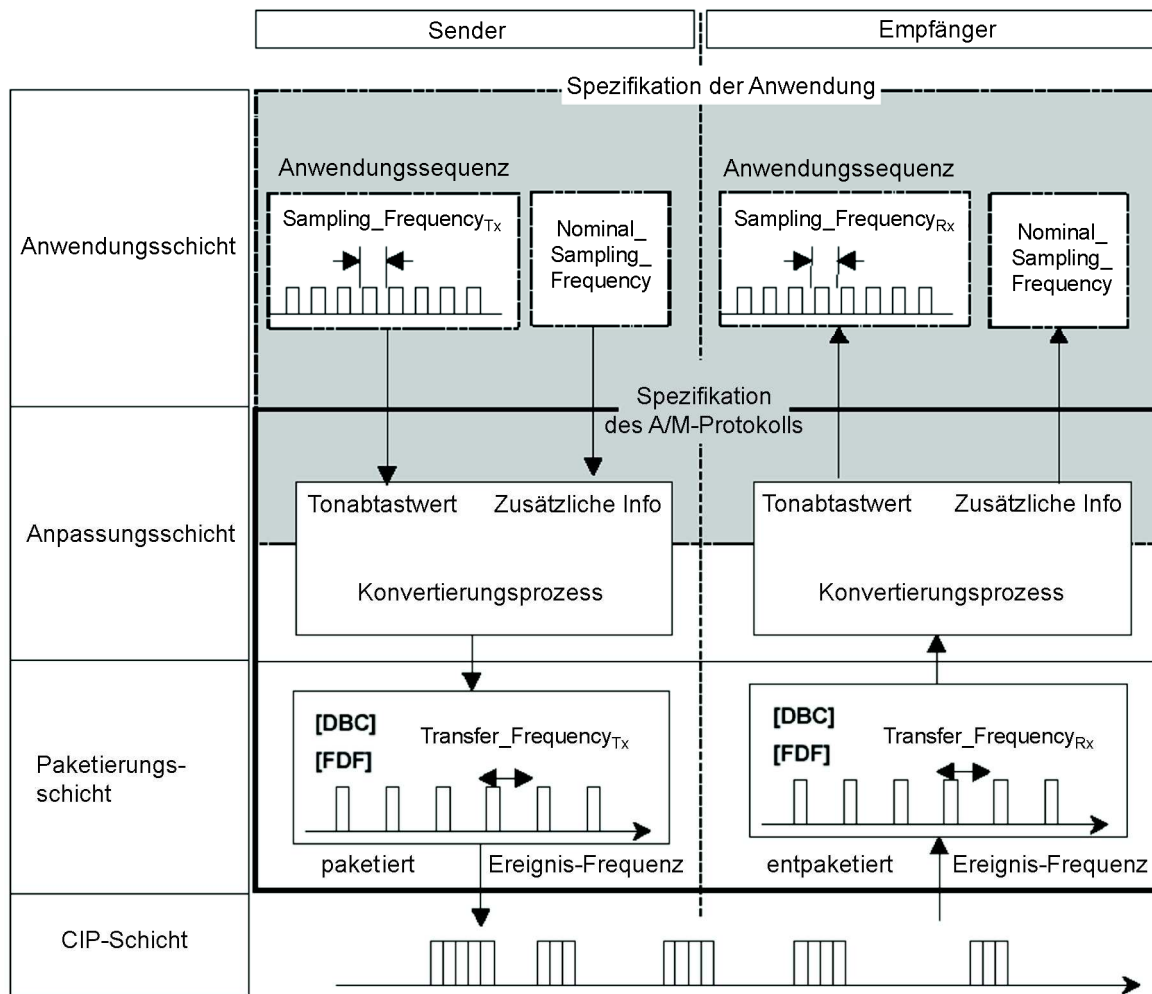 Sender
Empfänger
Spezifikation der Anwendung
Anwendungsschicht
Anwendungssequenz
Sampling_FrequencyTx
Nominal_
Sampling_
Frequency
Anwendungssequenz
Sampling_FrequencyRx
Nominal_
Sampling_
Frequency
Spezifikation
des A/M-Protokolls
Anpassungsschicht
Tonabtastwert
Zusätzliche Info
Konvertierungsprozess
Tonabtastwert
Zusätzliche Info
Konvertierungsprozess
Paketierungs-
schicht
[DBC]
[FDF]
Transfer_FrequencyTx
paketiert
Ereignis-Frequenz
[DBC]
[FDF]
Transfer_FrequencyRx
entpaketiert
Ereignis-Frequenz
CIP-Schicht